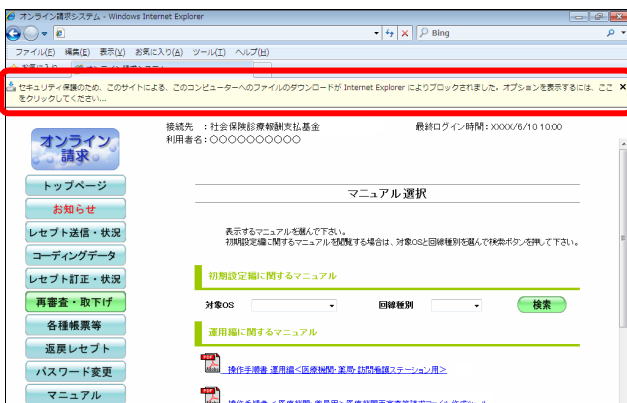 オンライン請求システム - Windows Internet Explorer
Bing
ファイル(F) 編集(E) 表示(V) お気に入り(A) ツール(T) ヘルプ(H)
お気に入り オンライン請求システム
セキュリティ保護のため、このサイトによる、このコンピューターへのファイルのダウンロードが Internet Explorer によりブロックされました。オプションを表示するには、ここ
をクリックしてください...
接続先 :社会保険診療報酬支払基金 最終ログイン時間:XXXX/6/10 10:00
利用者名:〇〇〇〇〇〇〇〇〇〇
オンライン
請求
トップページ
お知らせ
レセプト送信・状況
コーディングデータ
レセプト訂正・状況
再審査・取下げ
各種帳票等
返戻レセプト
パスワード変更
マニュアル
マニュアル選択
表示するマニュアルを選んで下さい。
初期設定編に関するマニュアルを閲覧する場合は、対象OSと回線種別を選んで検索ボタンを押して下さい。
初期設定編に関するマニュアル
対象OS 回線種別 検索
運用編に関するマニュアル
操作手順書 運用編<医療機関・薬局・訪問看護ステーション用>